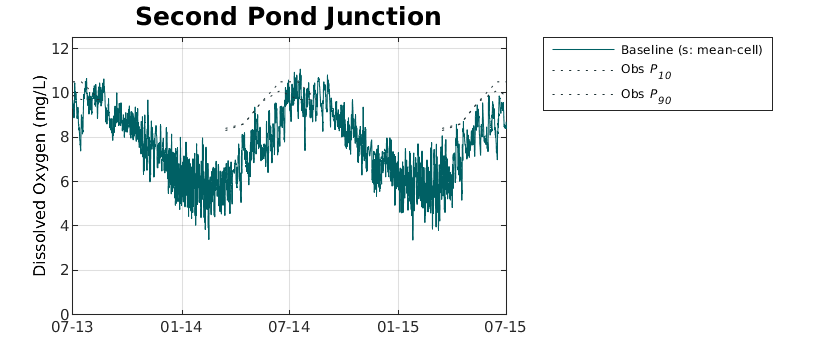 Second Pond Junction
Dissolved Oxygen (mg/L)
12
10
8
6
4
2
0
07-13 01-14 07-14 01-15 07-15
Baseline (s: mean-cell)
Obs P10
Obs P90